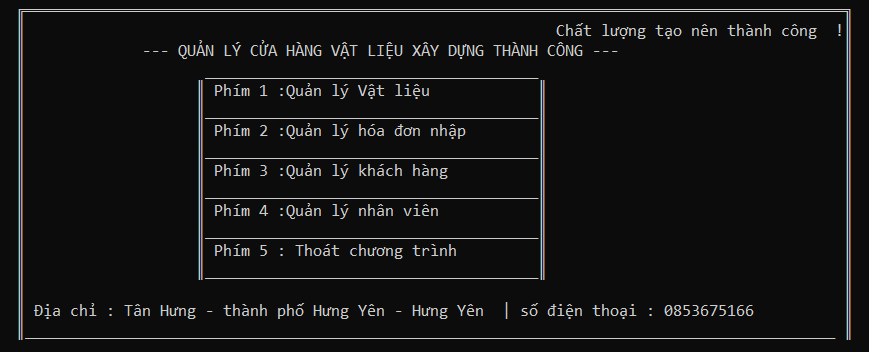 Chất lượng tạo nên thành công !
--- QUẢN LÝ CỬA HÀNG VẬT LIỆU XÂY DỰNG THÀNH CÔNG ---
Phím 1 :Quản lý Vật liệu
Phím 2 :Quản lý hóa đơn nhập
Phím 3 :Quản lý khách hàng
Phím 4 :Quản lý nhân viên
Phím 5 : Thoát chương trình
Địa chỉ : Tân Hưng - thành phố Hưng Yên - Hưng Yên | số điện thoại : 0853675166